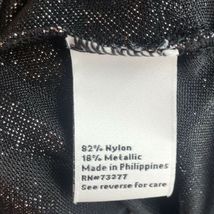 82% Nylon
18% Metallic
Made in Philippines
RN#73277
See reverse for care